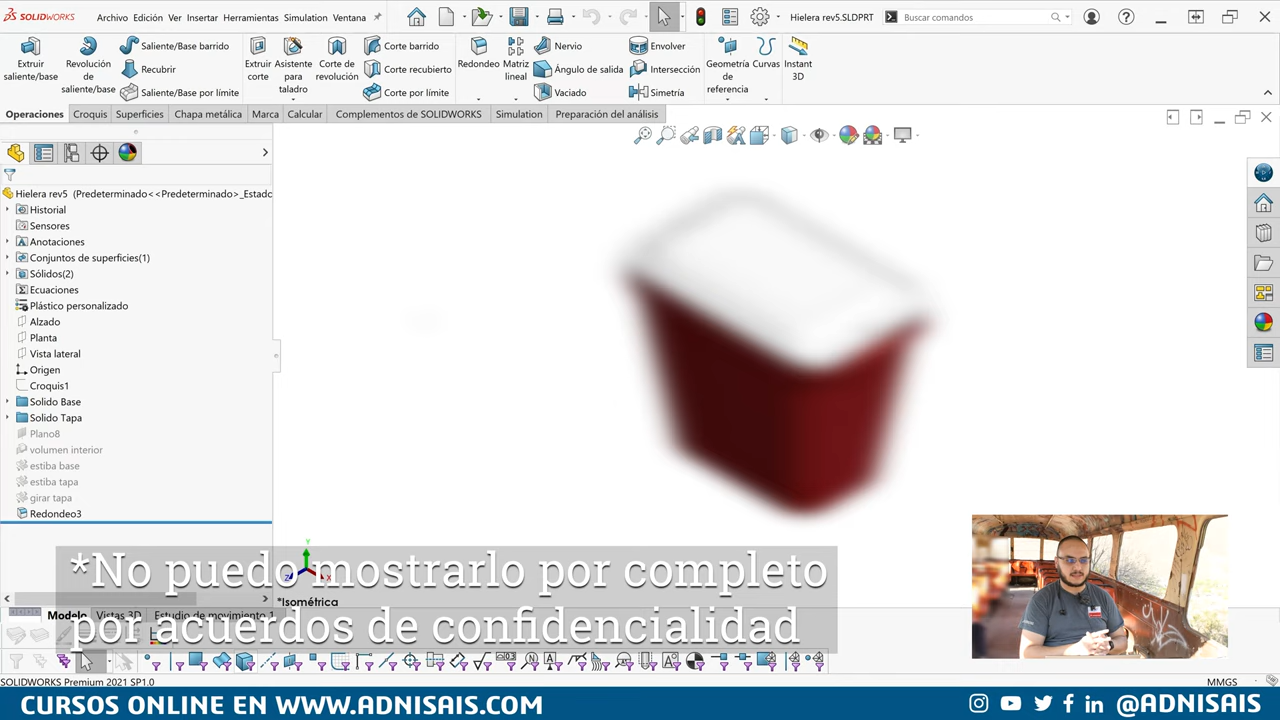 SOLIDWORKS
Archivo Edición Ver Insertar Herramientas Simulation Ventana
Hielera rev5.SLDPRT
Buscar comandos
Extruir saliente/base
Revolución de saliente/base
Saliente/Base barrido
Recubrir
Saliente/Base por límite
Extruir corte
Asistente para taladro
Corte de revolución
Corte barrido
Corte recubierto
Corte por límite
Redondeo
Matriz lineal
Nervio
Ángulo de salida
Vaciado
Envolver
Intersección
Simetría
Geometría de referencia
Curvas
Instant 3D
Operaciones Croquis Superficies Chapa metálica Marca Calcular Complementos de SOLIDWORKS Simulation Preparación del análisis
Hielera rev5 (Predeterminado<<Predeterminado>_Estado
Historial
Sensores
Anotaciones
Conjuntos de superficies(1)
Sólidos(2)
Ecuaciones
Plástico personalizado
Alzado
Planta
Vista lateral
Origen
Croquis1
Solido Base
Solido Tapa
Plano8
volumen interior
estiba base
estiba tapa
girar tapa
Redondeo3
Y
Z
X
*Isométrica
*No puedo mostrarlo por completo
por acuerdos de confidencialidad
Modelo Vistas 3D Estudio de movimiento 1
SOLIDWORKS Premium 2021 SP1.0
MMGS
CURSOS ONLINE EN WWW.ADNISAIS.COM
@ADNISAIS